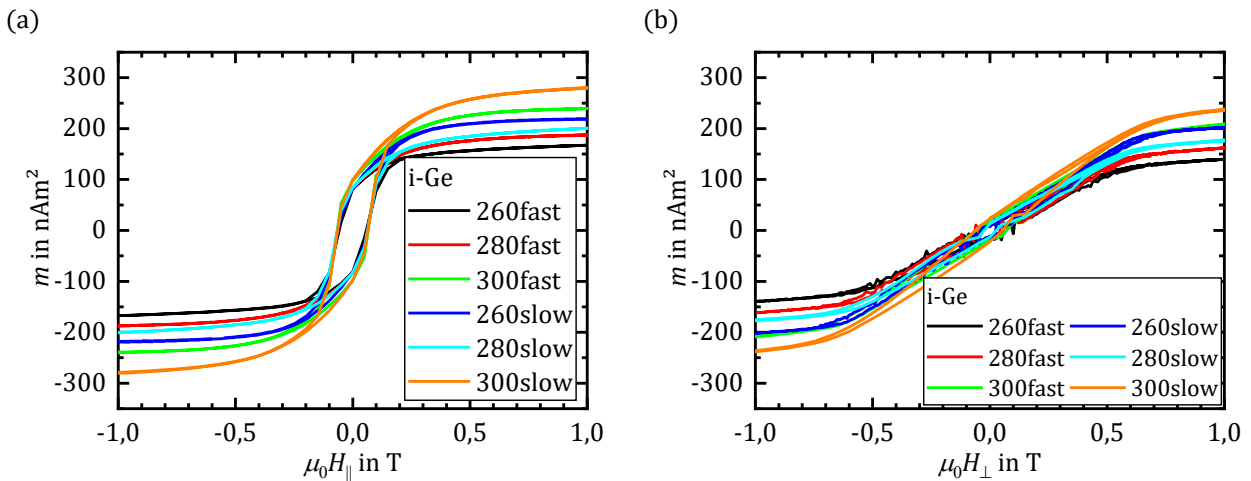 (a)
(b)
300
200
100
0
-100
-200
-300
m in nAm²
-1,0 -0,5 0,0 0,5 1,0
μ₀H∥ in T
i-Ge
260fast
280fast
300fast
260slow
280slow
300slow
300
200
100
0
-100
-200
-300
m in nAm²
-1,0 -0,5 0,0 0,5 1,0
μ₀H⊥ in T
i-Ge
260fast 260slow
280fast 280slow
300fast 300slow